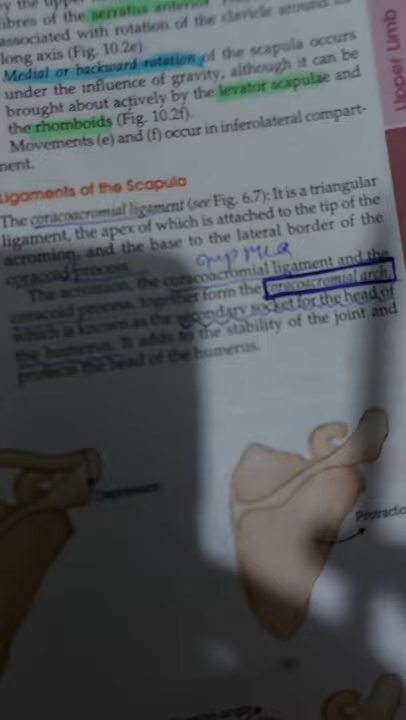 by the upper
fibres of the serratus anterior.
associated with rotation of the clavicle around
long axis (Fig. 10.2e)
Medial or backward rotation of the scapula occurs
under the influence of gravity, although it can be
brought about actively by the levator scapulae and
the rhomboids (Fig. 10.2f).
Movements (e) and (f) occur in inferolateral compart-
ment.
Ligaments of the Scapula
The coracoacromial ligament (see Fig. 6.7): It is a triangular
ligament, the apex of which is attached to the tip of the
acromion, and the base to the lateral border of the
coracoid process.
The acromion, the coracoacromial ligament and the
coracoid process, together form the coracoacromial arch,
which is known as the secondary socket for the head of
the humerus. It adds to the stability of the joint and
protects the head of the humerus.
Depression
Protractio
Upper Limb